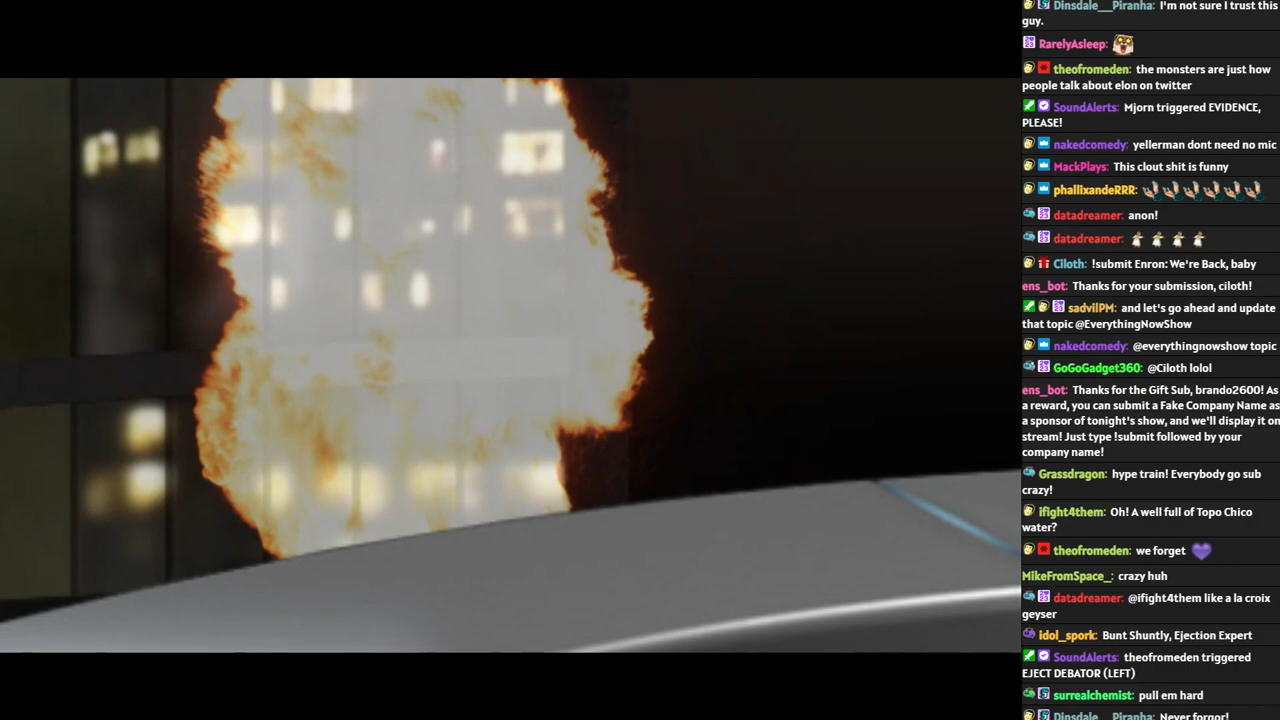 Dinsdale__Piranha: I'm not sure I trust this
guy.
RarelyAsleep:
theofromeden: the monsters are just how
people talk about elon on twitter
SoundAlerts: Mjorn triggered EVIDENCE,
PLEASE!
nakedcomedy: yellerman dont need no mic
MackPlays: This clout shit is funny
phallixandeRRR:
datadreamer: anon!
datadreamer:
Ciloth: !submit Enron: We're Back, baby
ens_bot: Thanks for your submission, ciloth!
sadvilPM: and let's go ahead and update
that topic @EverythingNowShow
nakedcomedy: @everythingnowshow topic
GoGoGadget360: @Ciloth lolol
ens_bot: Thanks for the Gift Sub, brando2600! As
a reward, you can submit a Fake Company Name as
a sponsor of tonight's show, and we'll display it on
stream! Just type !submit followed by your
company name!
Grassdragon: hype train! Everybody go sub
crazy!
ifight4them: Oh! A well full of Topo Chico
water?
theofromeden: we forget
MikeFromSpace_: crazy huh
datadreamer: @ifight4them like a la croix
geyser
idol_spork: Bunt Shuntly, Ejection Expert
SoundAlerts: theofromeden triggered
EJECT DEBATOR (LEFT)
surrealchemist: pull em hard
Dinsdale__Piranha: Never forgor!